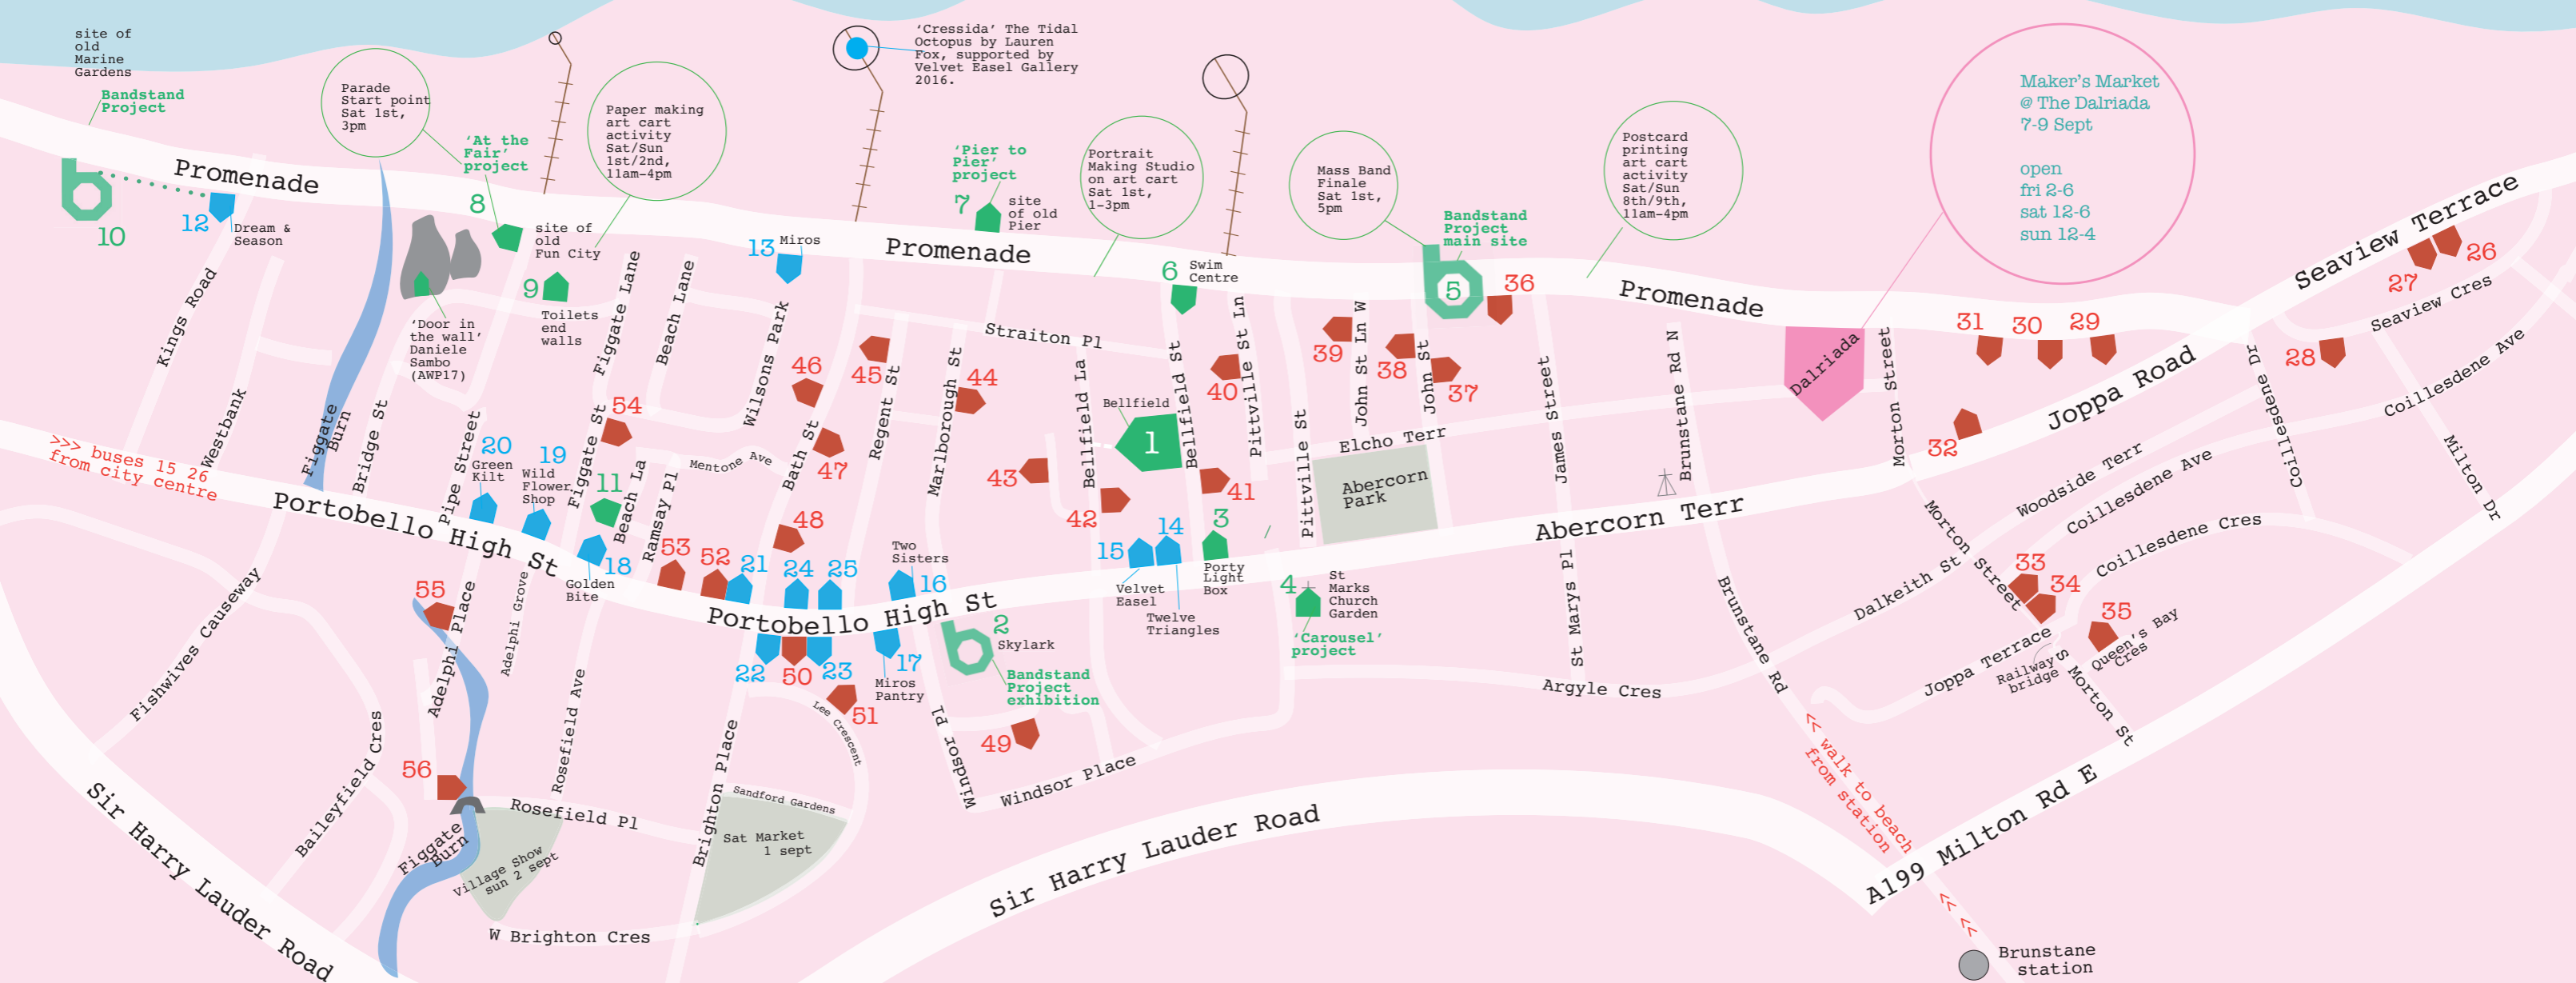 site of
old
Marine
Gardens
Bandstand
Project
10
12
Dream &
Season
Promenade
Parade
Start point
Sat 1st,
3pm
‘At the
Fair’
project
8
Paper making
art cart
activity
Sat/Sun
1st/2nd,
11am-4pm
site of
old
Fun City
9
Toilets
end
walls
‘Door in
the wall’
Daniele
Sambo
(AWP17)
‘Cressida’ The Tidal
Octopus by Lauren
Fox, supported by
Velvet Easel Gallery
2016.
13
Miros
Promenade
‘Pier to
Pier’
project
7
site
of old
Pier
Portrait
Making Studio
on art cart
Sat 1st,
1-3pm
6
Swim
Centre
Mass Band
Finale
Sat 1st,
5pm
Bandstand
Project
main site
5
36
Postcard
printing
art cart
activity
Sat/Sun
8th/9th,
11am-4pm
Promenade
Maker’s Market
@ The Dalriada
7-9 Sept
open
fri 2-6
sat 12-6
sun 12-4
Dalriada
Seaview Terrace
26
27
28
Seaview Cres
Coillesdene Ave
31
30
29
32
Joppa Road
Kings Road
Westbank
Figgate
Burn
Bridge St
Pipe Street
Figgate Lane
Beach Lane
Figgate St
Beach La
Ramsay Pl
Mentone Ave
Wilsons Park
Bath St
Regent St
Marlborough St
Straiton Pl
Bellfield La
Bellfield St
Pittville St Ln
Pittville St
John St Ln W
John St
Elcho Terr
James Street
Brunstane Rd N
Morton Street
Coillesdene Dr
Milton Dr
>>> buses 15 26
from city centre
Portobello High St
20
Green
Kilt
19
Wild
Flower
Shop
54
11
18
Golden
Bite
46
45
47
44
48
43
42
Bellfield
1
40
41
39
38
37
Abercorn
Park
Abercorn Terr
53
52
21
24
25
Two
Sisters
16
15
14
3
Velvet
Easel
Twelve
Triangles
Porty
Light
Box
4
St
Marks
Church
Garden
‘Carousel’
project
Portobello High St
22
50
23
17
Miros
Pantry
2
Skylark
Bandstand
Project
exhibition
51
49
Lee Crescent
Windsor Pl
Windsor Place
55
56
Fishwives Causeway
Adelphi Place
Adelphi Grove
Rosefield Ave
Baileyfield Cres
Rosefield Pl
Brighton Place
Sandford Gardens
Sat Market
1 sept
Figgate
Burn
Village Show
sun 2 sept
W Brighton Cres
Sir Harry Lauder Road
Sir Harry Lauder Road
St Marys Pl
Argyle Cres
Brunstane Rd
Woodside Terr
Coillesdene Ave
Coillesdene Cres
Dalkeith St
Morton Street
33
34
35
Queen’s Bay
Cres
Joppa Terrace
Railway
bridge
S Morton St
<< walk to beach
from station
A199 Milton Rd E
<< <<
Brunstane
station